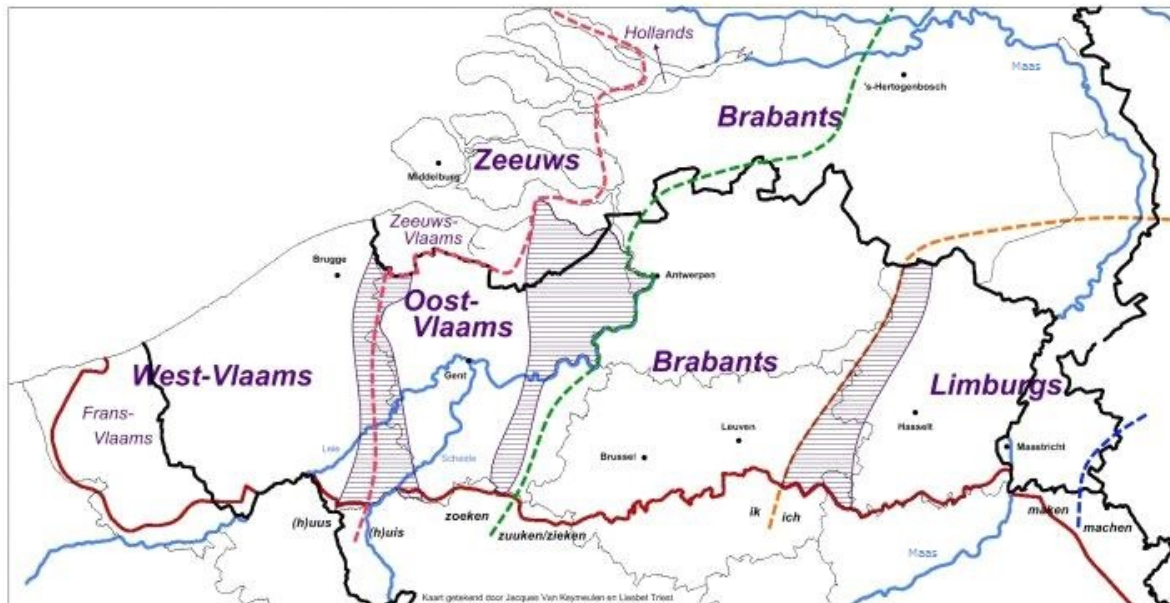 Hollands
Maas
's-Hertogenbosch
Brabants
Zeeuws
Middelburg
Zeeuws-
Vlaams
Brugge
Antwerpen
Oost-
Vlaams
West-Vlaams
Gent
Brabants
Limburgs
Frans-
Vlaams
Hasselt
Leuven
Maastricht
Leie
Schelde
Brussel
(h)uus
(h)uis
zoeken
zuuken/zieken
ik
ich
maken
machen
Maas
Kaart getekend door Jacques Van Keymeulen en Liesbet Triest